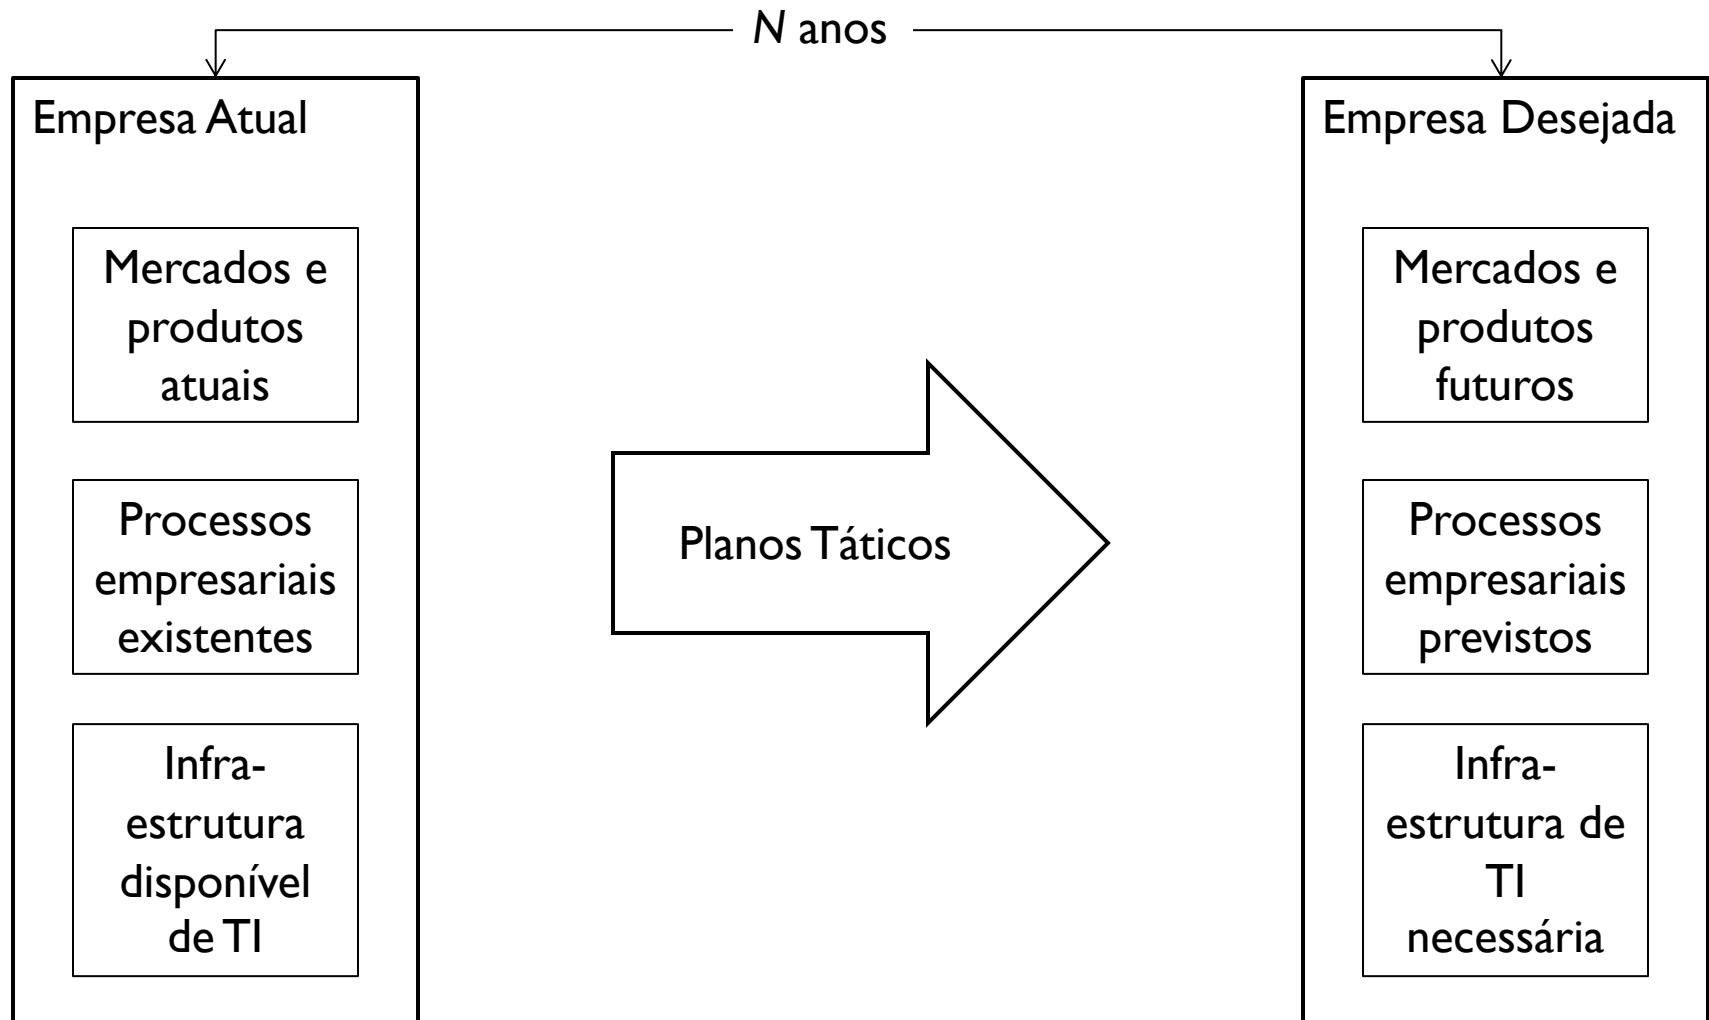 N anos
Empresa Atual
Mercados e
produtos
atuais
Processos
empresariais
existentes
Infra-
estrutura
disponível
de TI
Planos Táticos
Empresa Desejada
Mercados e
produtos
futuros
Processos
empresariais
previstos
Infra-
estrutura de
TI
necessária